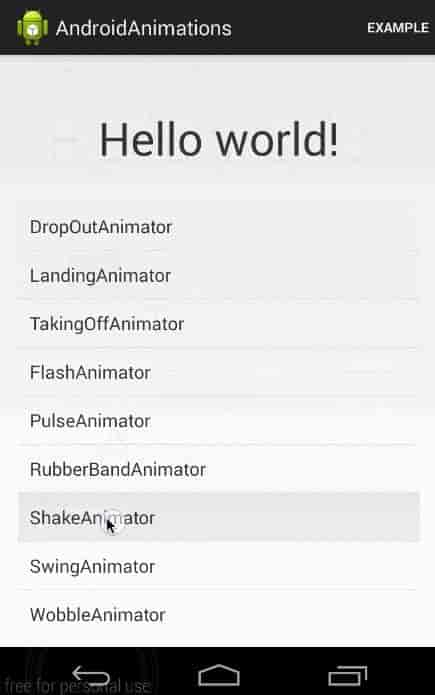 AndroidAnimations
EXAMPLE
Hello world!
DropOutAnimator
LandingAnimator
TakingOffAnimator
FlashAnimator
PulseAnimator
RubberBandAnimator
ShakeAnimator
SwingAnimator
WobbleAnimator
free for personal use